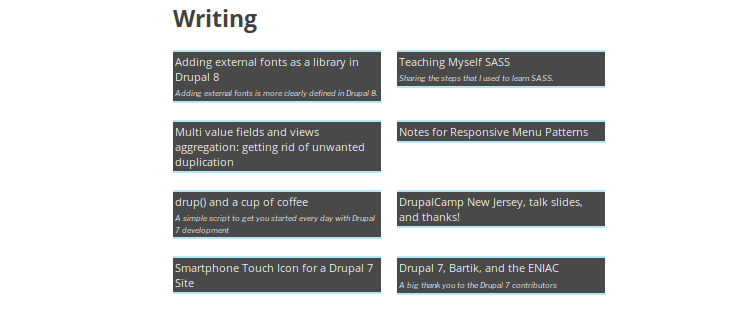 Writing
Adding external fonts as a library in
Drupal 8
Adding external fonts is more clearly defined in Drupal 8.
Teaching Myself SASS
Sharing the steps that I used to learn SASS.
Multi value fields and views
aggregation: getting rid of unwanted
duplication
Notes for Responsive Menu Patterns
drup() and a cup of coffee
A simple script to get you started every day with Drupal
7 development
DrupalCamp New Jersey, talk slides,
and thanks!
Smartphone Touch Icon for a Drupal 7
Site
Drupal 7, Bartik, and the ENIAC
A big thank you to the Drupal 7 contributors